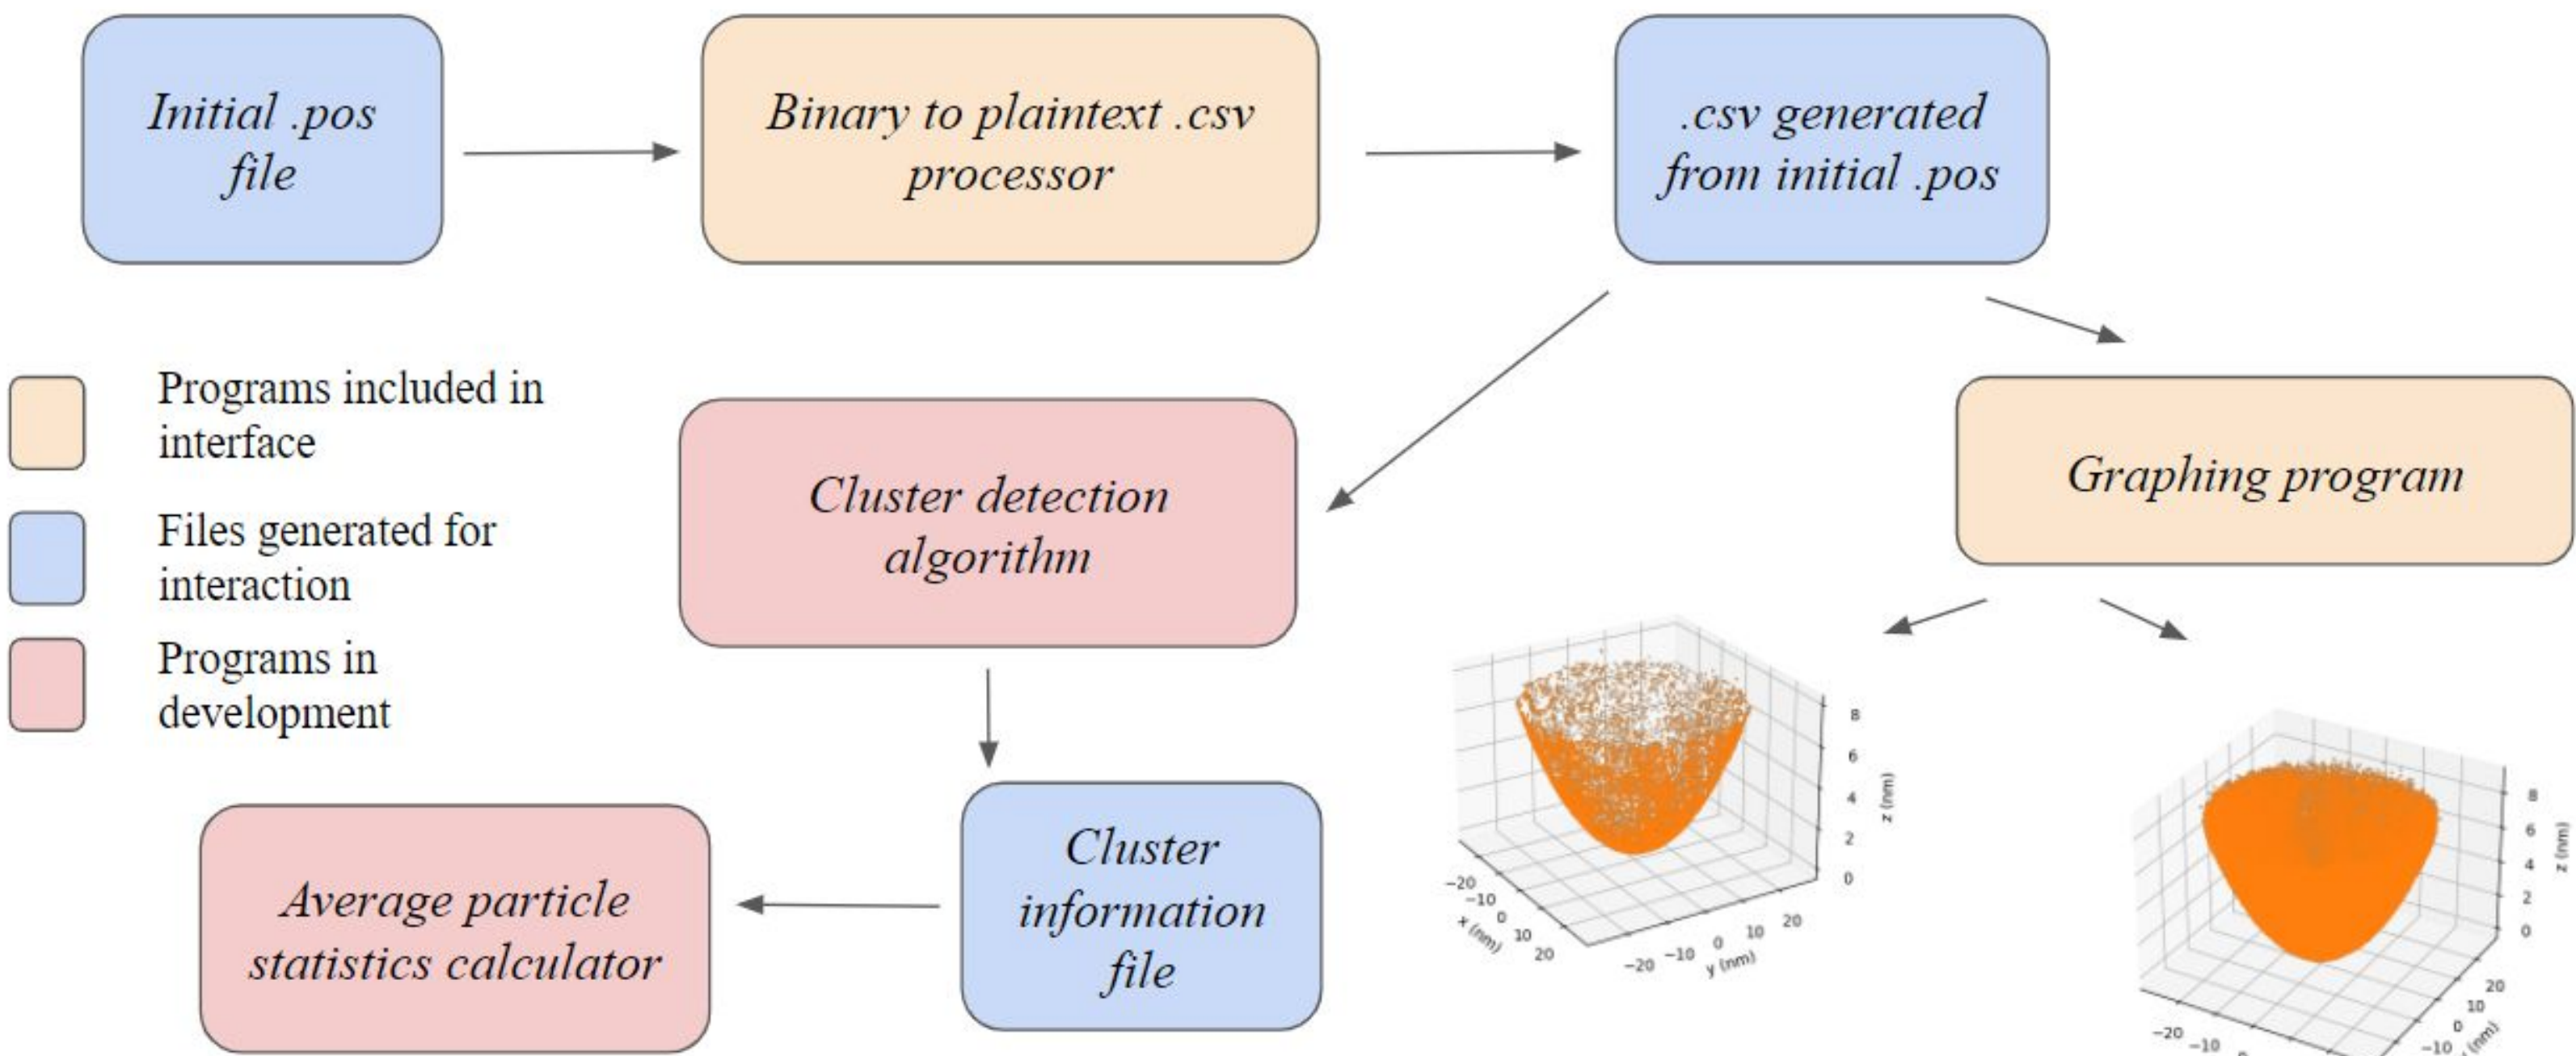 Initial .pos
file
Binary to plaintext .csv
processor
.csv generated
from initial .pos
Programs included in
interface
Files generated for
interaction
Programs in
development
Cluster detection
algorithm
Graphing program
Cluster
information
file
Average particle
statistics calculator
8
6
4
2
0
z (nm)
−20
−10
0
10
20
x (nm)
−20
−10
0
10
20
y (nm)
8
6
4
2
0
z (nm)
20
10
0
−10
(nm)
−20
−10